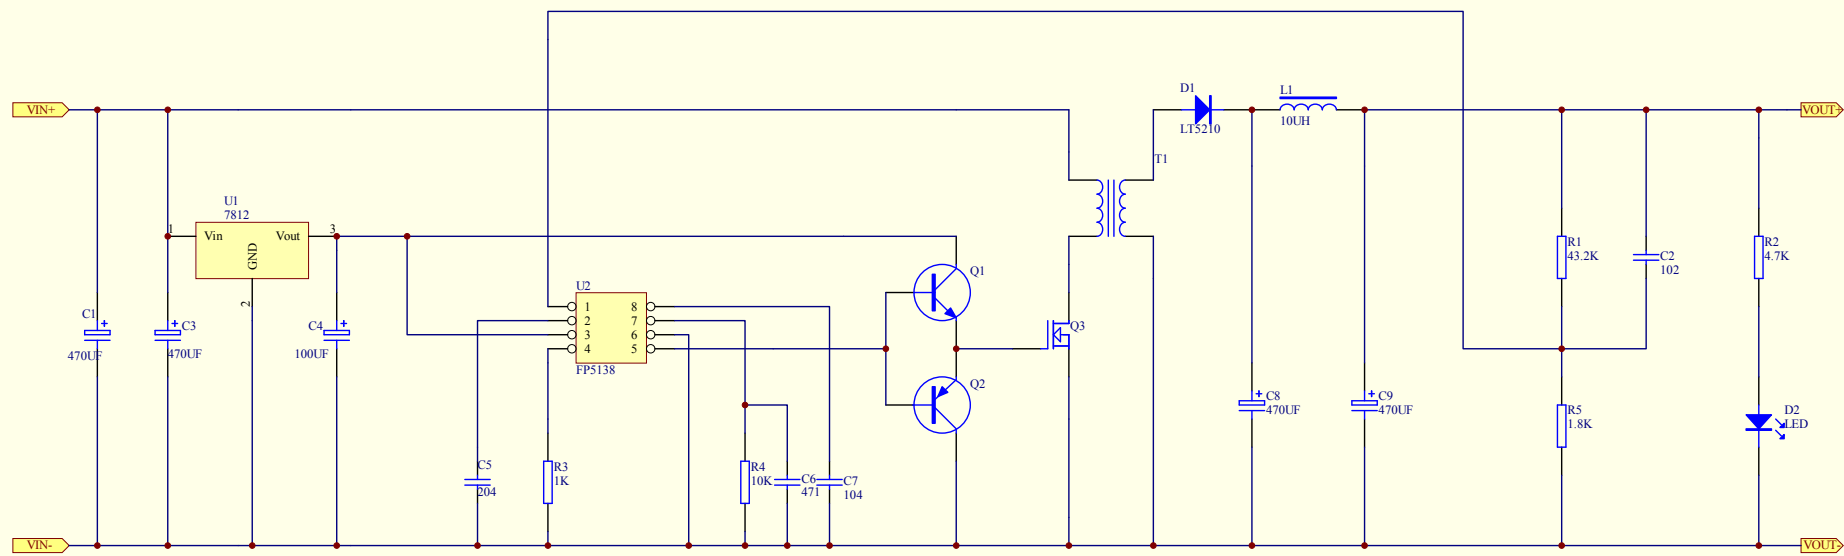 D1
L1
VIN+
VOUT+
LT5210
10UH
T1
U1
7812
1
Vin
Vout
3
GND
2
R1
43.2K
C2
102
R2
4.7K
Q1
U2
1
8
2
7
3
6
4
5
FP5138
C1
470UF
C3
470UF
C4
100UF
Q3
Q2
C8
470UF
C9
470UF
R5
1.8K
D2
LED
C5
204
R3
1K
R4
10K
C6
471
C7
104
VIN-
VOUT-